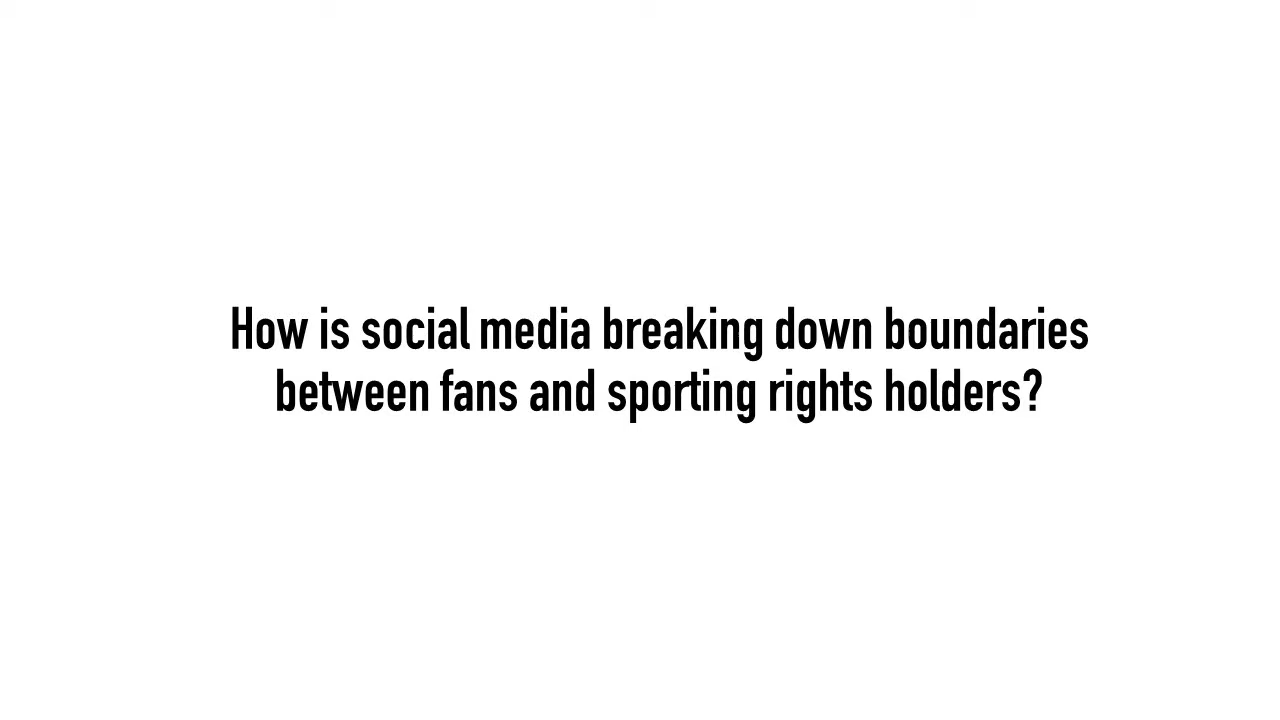 How is social media breaking down boundaries
between fans and sporting rights holders?